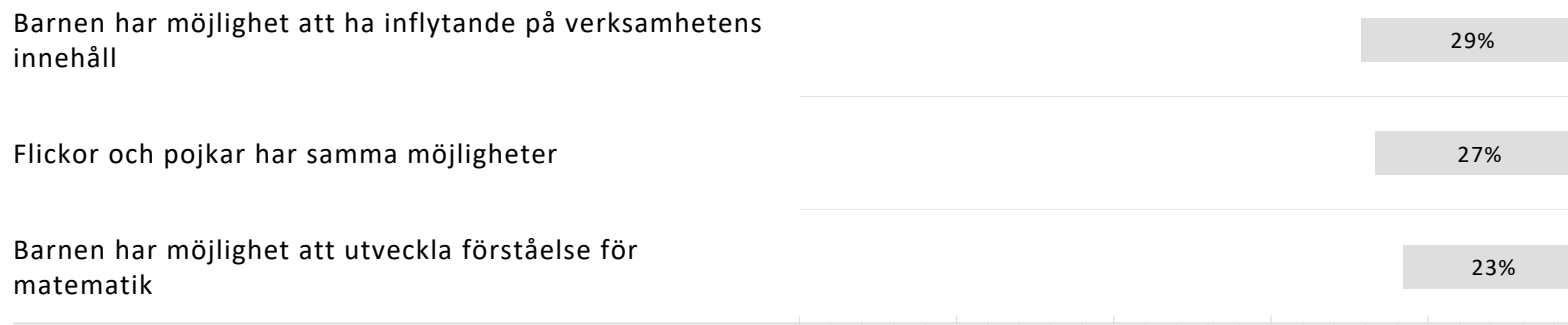 Barnen har möjlighet att ha inflytande på verksamhetens
innehåll
29%
Flickor och pojkar har samma möjligheter
27%
Barnen har möjlighet att utveckla förståelse för
matematik
23%